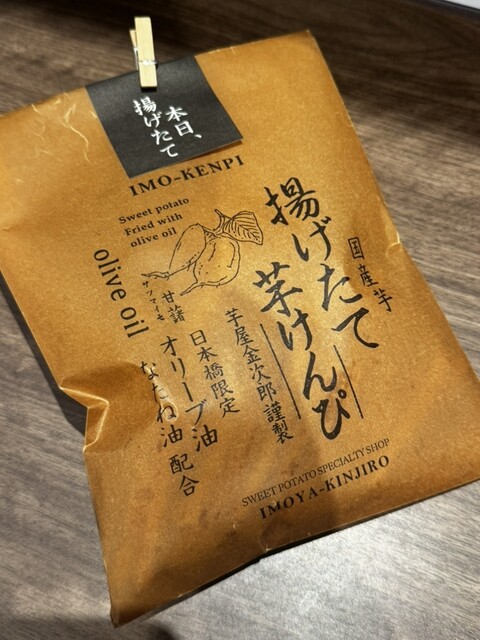 本日、
揚げたて
IMO-KENPI
Sweet potato
Fried with
olive oil
olive oil
国産芋
揚げたて
芋けんぴ
芋屋金次郎謹製
甘藷
サツマイモ
日本橋限定
オリーブ油
なたね油 配合
SWEET POTATO SPECIALTY SHOP
IMOYA-KINJIRO